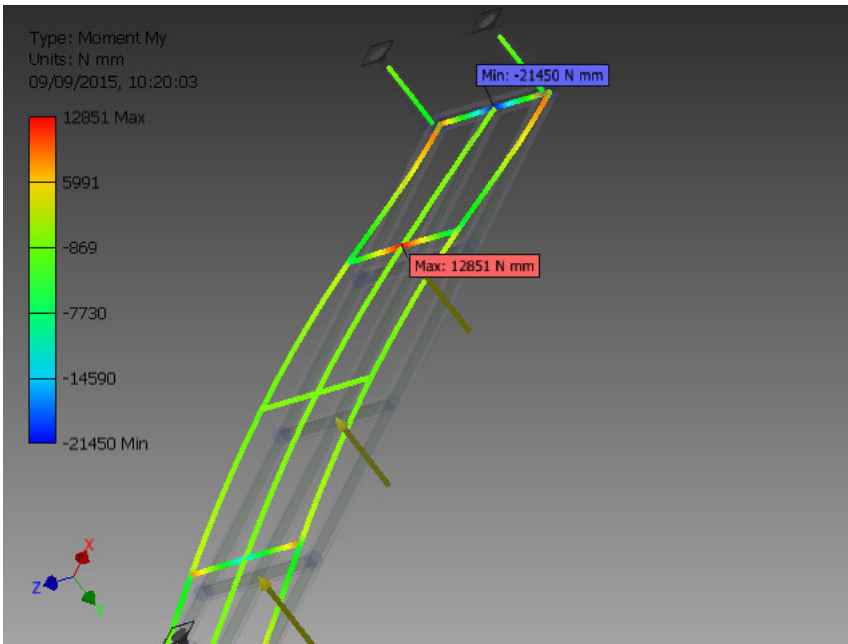 Type: Moment My
Units: N mm
09/09/2015, 10:20:03
12851 Max
5991
-869
-7730
-14590
-21450 Min
Min: -21450 N mm
Max: 12851 N mm
X
Z
Y